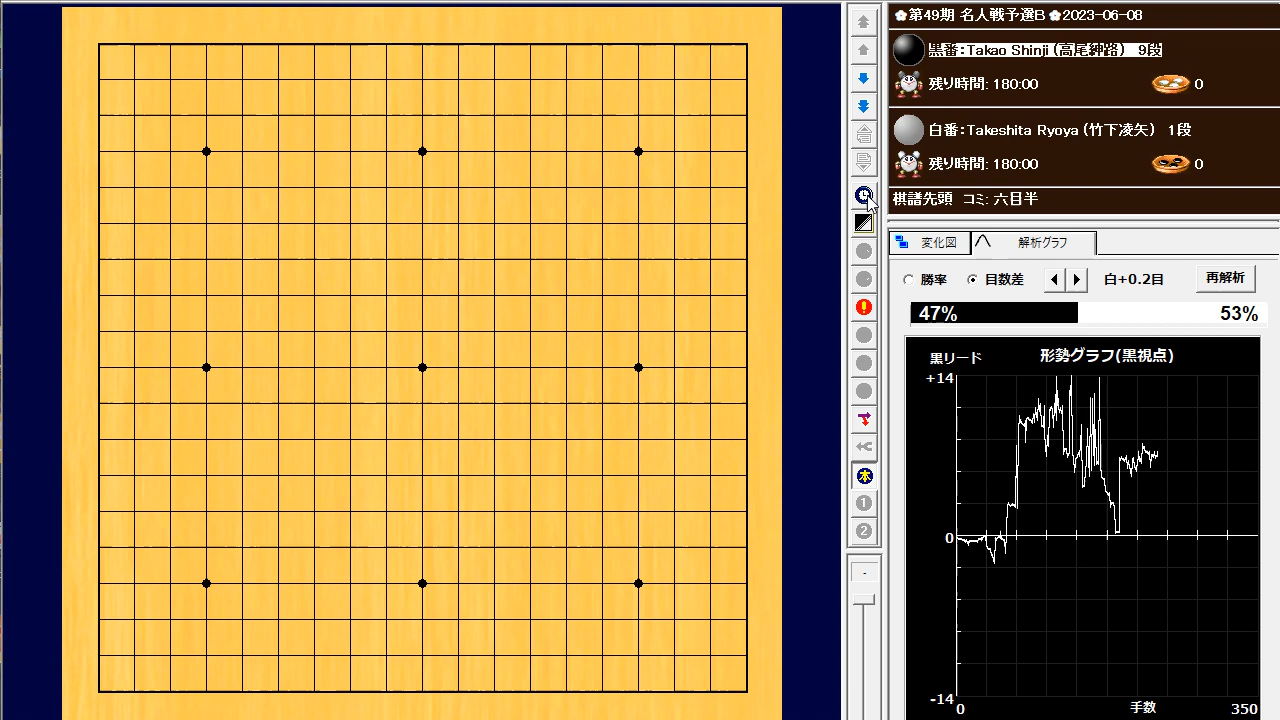 第49期 名人戦予選B 2023-06-08
黒番:Takao Shinji (高尾紳路) 9段
残り時間: 180:00 0
白番:Takeshita Ryoya (竹下凌矢) 1段
残り時間: 180:00 0
棋譜先頭 コミ: 六目半
変化図 解析グラフ
勝率 目数差 白+0.2目 再解析
47% 53%
黒リード 形勢グラフ(黒視点)
+14
0
-14
0 手数 350
本
1
2
-